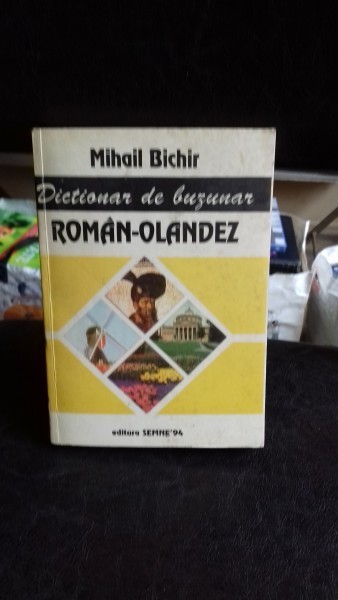 Mihail Bichir
Dictionar de buzunar
ROMÂN-OLANDEZ
editura SEMNE'94